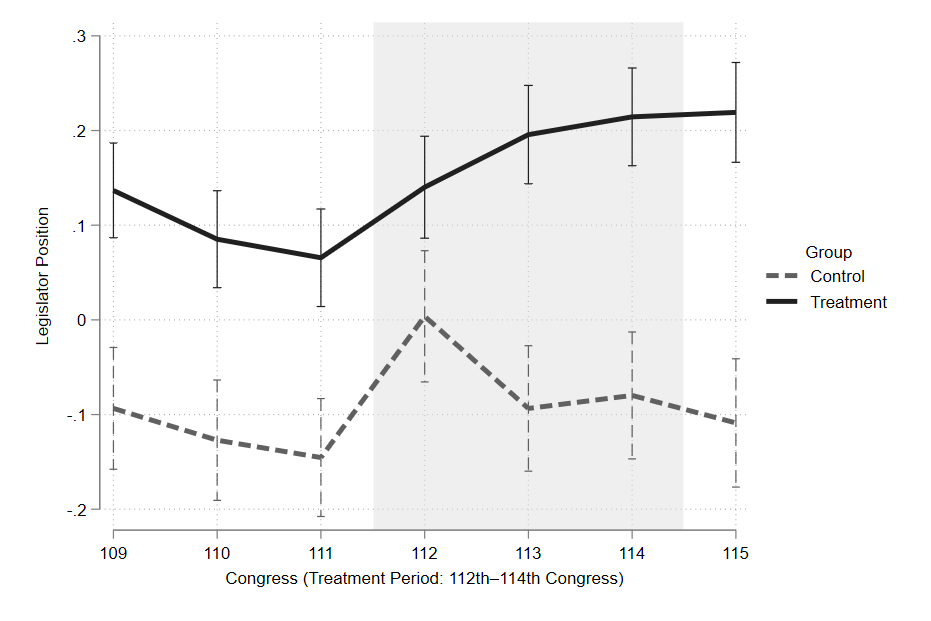 .3
.2
.1
0
-.1
-.2
Legislator Position
109 110 111 112 113 114 115
Congress (Treatment Period: 112th–114th Congress)
Group
Control
Treatment